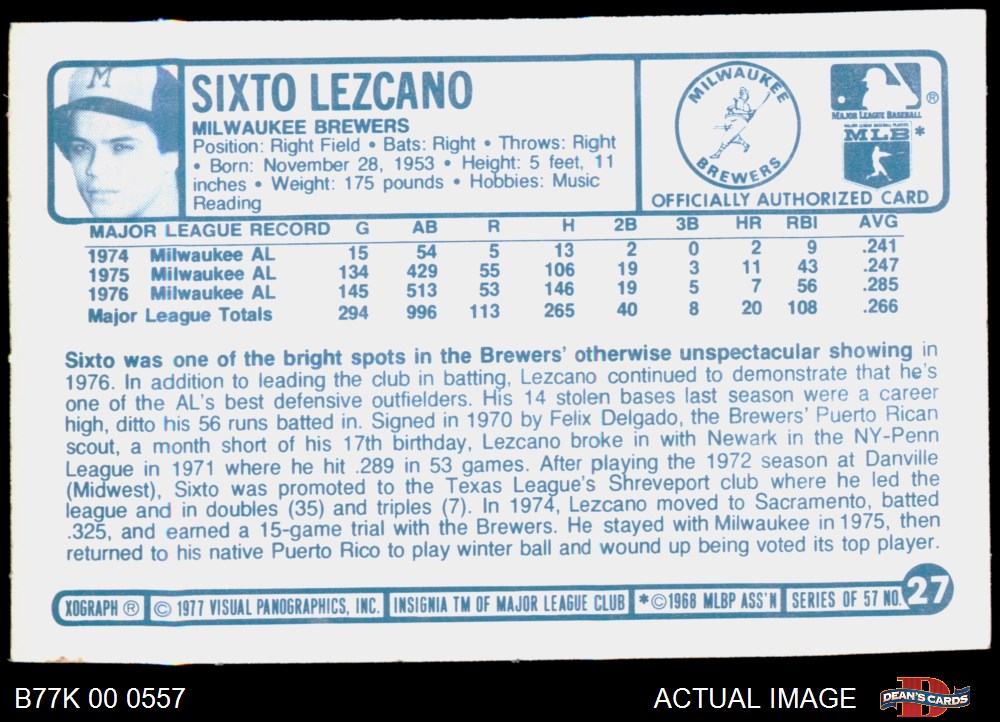 M
SIXTO LEZCANO
MILWAUKEE BREWERS
Position: Right Field • Bats: Right • Throws: Right
• Born: November 28, 1953 • Height: 5 feet, 11
inches • Weight: 175 pounds • Hobbies: Music
Reading
MILWAUKEE
BREWERS
®
MAJOR LEAGUE BASEBALL
MAJOR LEAGUE BASEBALL PLAYERS
MLB*
OFFICIALLY AUTHORIZED CARD
MAJOR LEAGUE RECORD G AB R H 2B 3B HR RBI AVG
1974 Milwaukee AL 15 54 5 13 2 0 2 9 .241
1975 Milwaukee AL 134 429 55 106 19 3 11 43 .247
1976 Milwaukee AL 145 513 53 146 19 5 7 56 .285
Major League Totals 294 996 113 265 40 8 20 108 .266
Sixto was one of the bright spots in the Brewers' otherwise unspectacular showing in
1976. In addition to leading the club in batting, Lezcano continued to demonstrate that he's
one of the AL's best defensive outfielders. His 14 stolen bases last season were a career
high, ditto his 56 runs batted in. Signed in 1970 by Felix Delgado, the Brewers' Puerto Rican
scout, a month short of his 17th birthday, Lezcano broke in with Newark in the NY-Penn
League in 1971 where he hit .289 in 53 games. After playing the 1972 season at Danville
(Midwest), Sixto was promoted to the Texas League's Shreveport club where he led the
league and in doubles (35) and triples (7). In 1974, Lezcano moved to Sacramento, batted
.325, and earned a 15-game trial with the Brewers. He stayed with Milwaukee in 1975, then
returned to his native Puerto Rico to play winter ball and wound up being voted its top player.
XOGRAPH ® © 1977 VISUAL PANOGRAPHICS, INC. INSIGNIA TM OF MAJOR LEAGUE CLUB *©1968 MLBP ASS'N SERIES OF 57 NO. 27
B77K 00 0557
ACTUAL IMAGE
D
DEAN'S CARDS